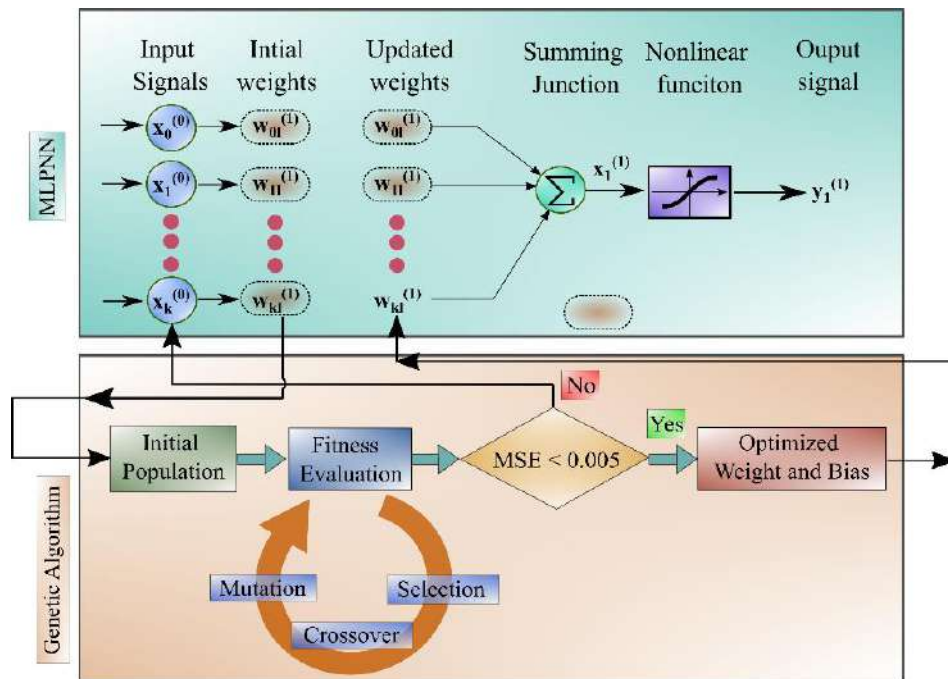 Input Signals
Intial weights
Updated weights
Summing Junction
Nonlinear funciton
Ouput signal
MLPNN
x₀⁽⁰⁾ w₀ₗ⁽¹⁾ w₀ₗ⁽¹⁾
x₁⁽⁰⁾ w₁ₗ⁽¹⁾ w₁ₗ⁽¹⁾ Σ x₁⁽¹⁾ y₁⁽¹⁾
xₖ⁽⁰⁾ wₖₗ⁽¹⁾ wₖₗ⁽¹⁾
Genetic Algorithm
No
Yes
Initial Population
Fitness Evaluation
MSE < 0.005
Optimized Weight and Bias
Mutation
Selection
Crossover